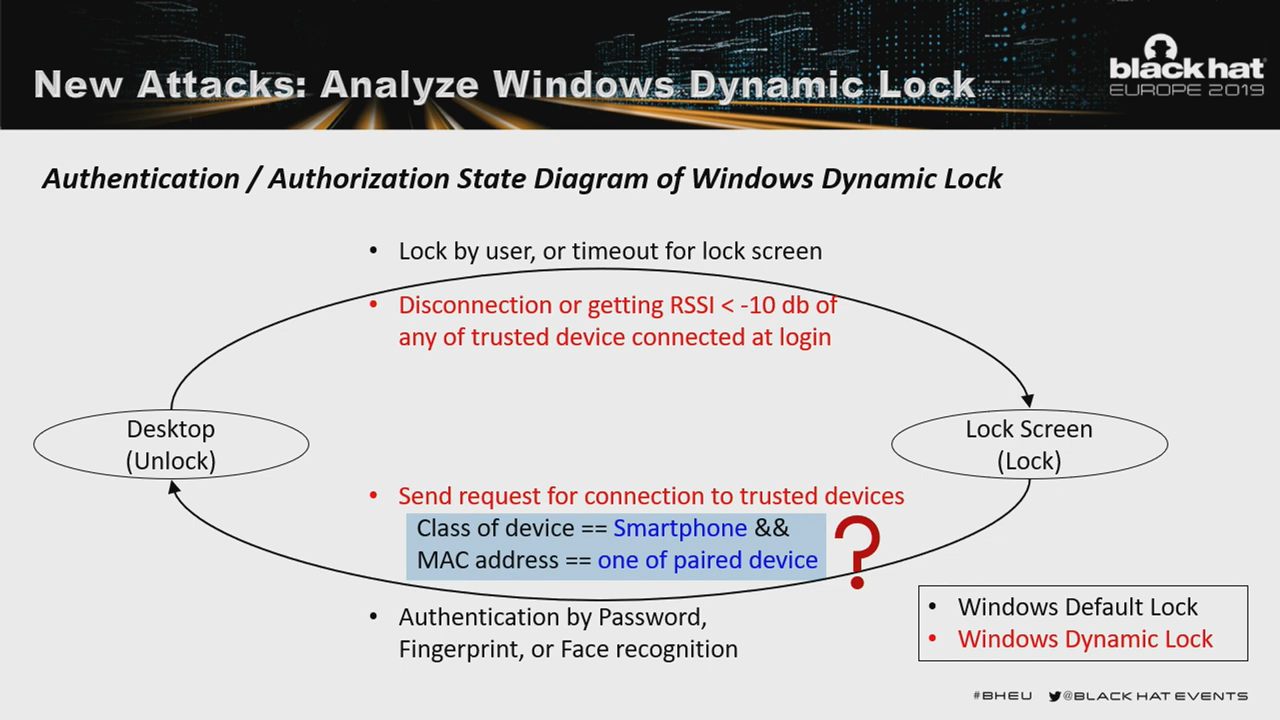 New Attacks: Analyze Windows Dynamic Lock
black hat
EUROPE 2019
Authentication / Authorization State Diagram of Windows Dynamic Lock
• Lock by user, or timeout for lock screen
• Disconnection or getting RSSI < -10 db of
any of trusted device connected at login
Desktop
(Unlock)
Lock Screen
(Lock)
• Send request for connection to trusted devices
Class of device == Smartphone &&
MAC address == one of paired device
?
• Authentication by Password,
Fingerprint, or Face recognition
• Windows Default Lock
• Windows Dynamic Lock
#BHEU @BLACK HAT EVENTS